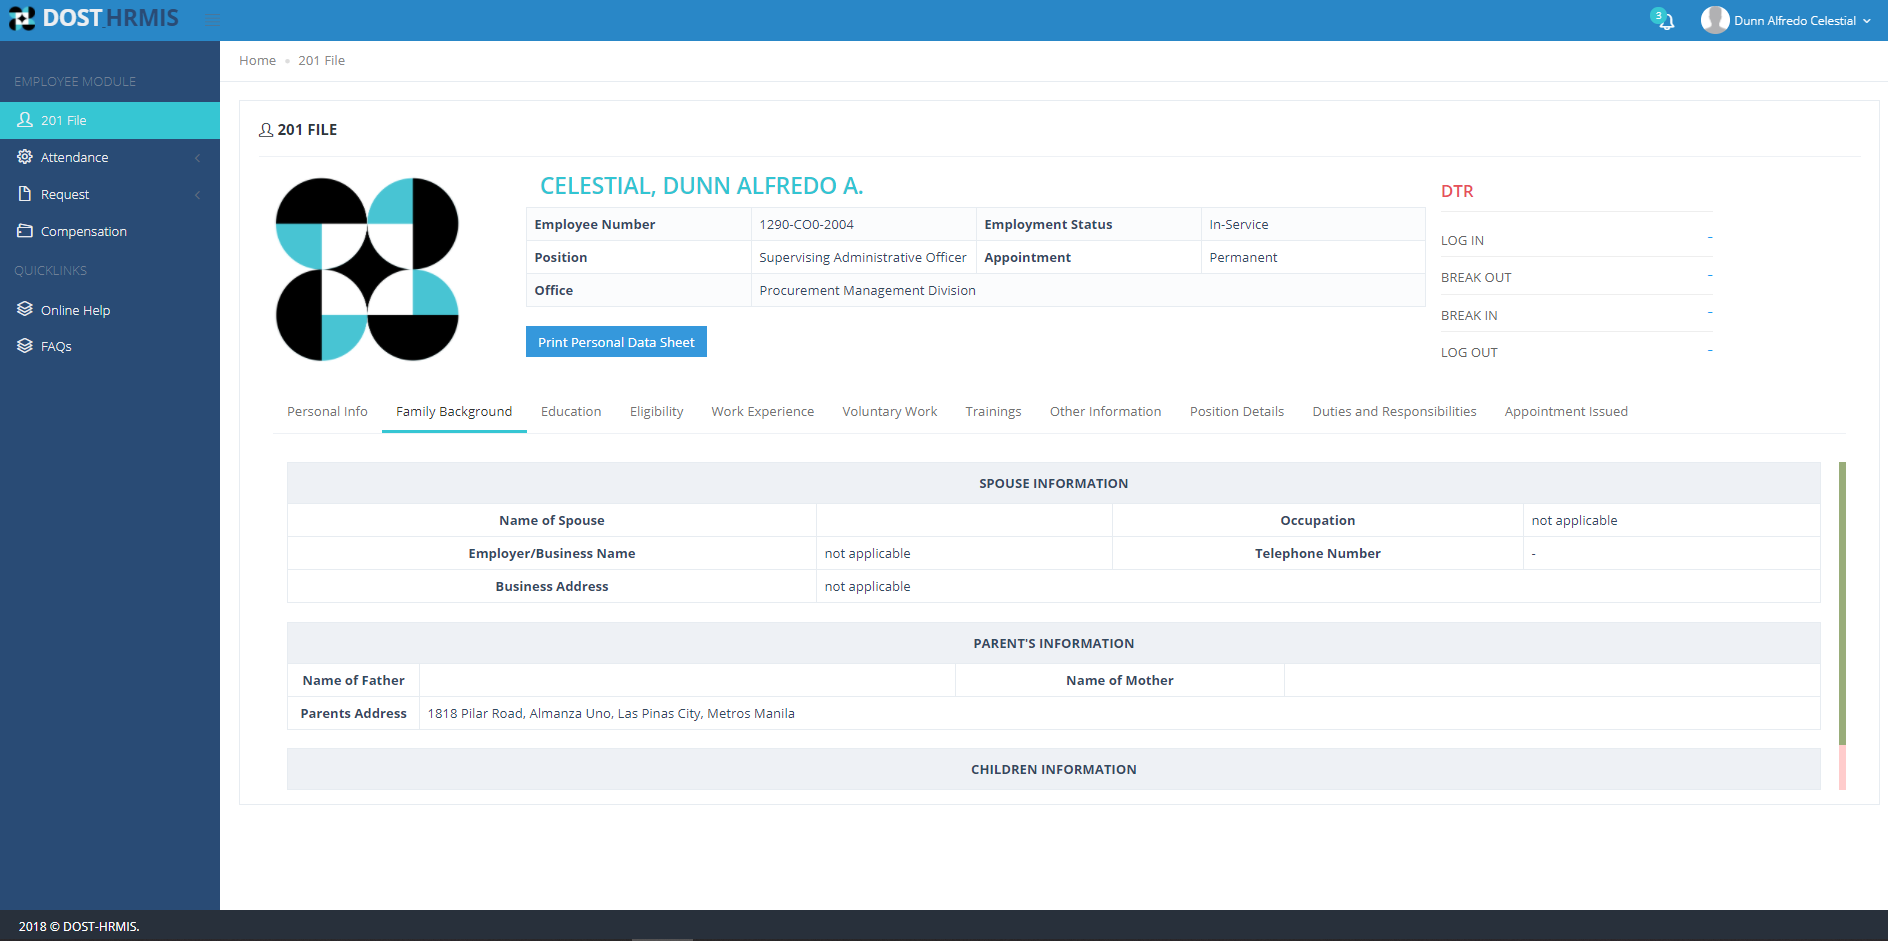 DOST_HRMIS
3
Dunn Alfredo Celestial
EMPLOYEE MODULE
201 File
Attendance
Request
Compensation
QUICKLINKS
Online Help
FAQs
Home 201 File
201 FILE
CELESTIAL, DUNN ALFREDO A.
Employee Number 1290-CO0-2004 Employment Status In-Service
Position Supervising Administrative Officer Appointment Permanent
Office Procurement Management Division
Print Personal Data Sheet
DTR
LOG IN -
BREAK OUT -
BREAK IN -
LOG OUT -
Personal Info Family Background Education Eligibility Work Experience Voluntary Work Trainings Other Information Position Details Duties and Responsibilities Appointment Issued
SPOUSE INFORMATION
Name of Spouse Occupation not applicable
Employer/Business Name not applicable Telephone Number -
Business Address not applicable
PARENT'S INFORMATION
Name of Father Name of Mother
Parents Address 1818 Pilar Road, Almanza Uno, Las Pinas City, Metros Manila
CHILDREN INFORMATION
2018 © DOST-HRMIS.